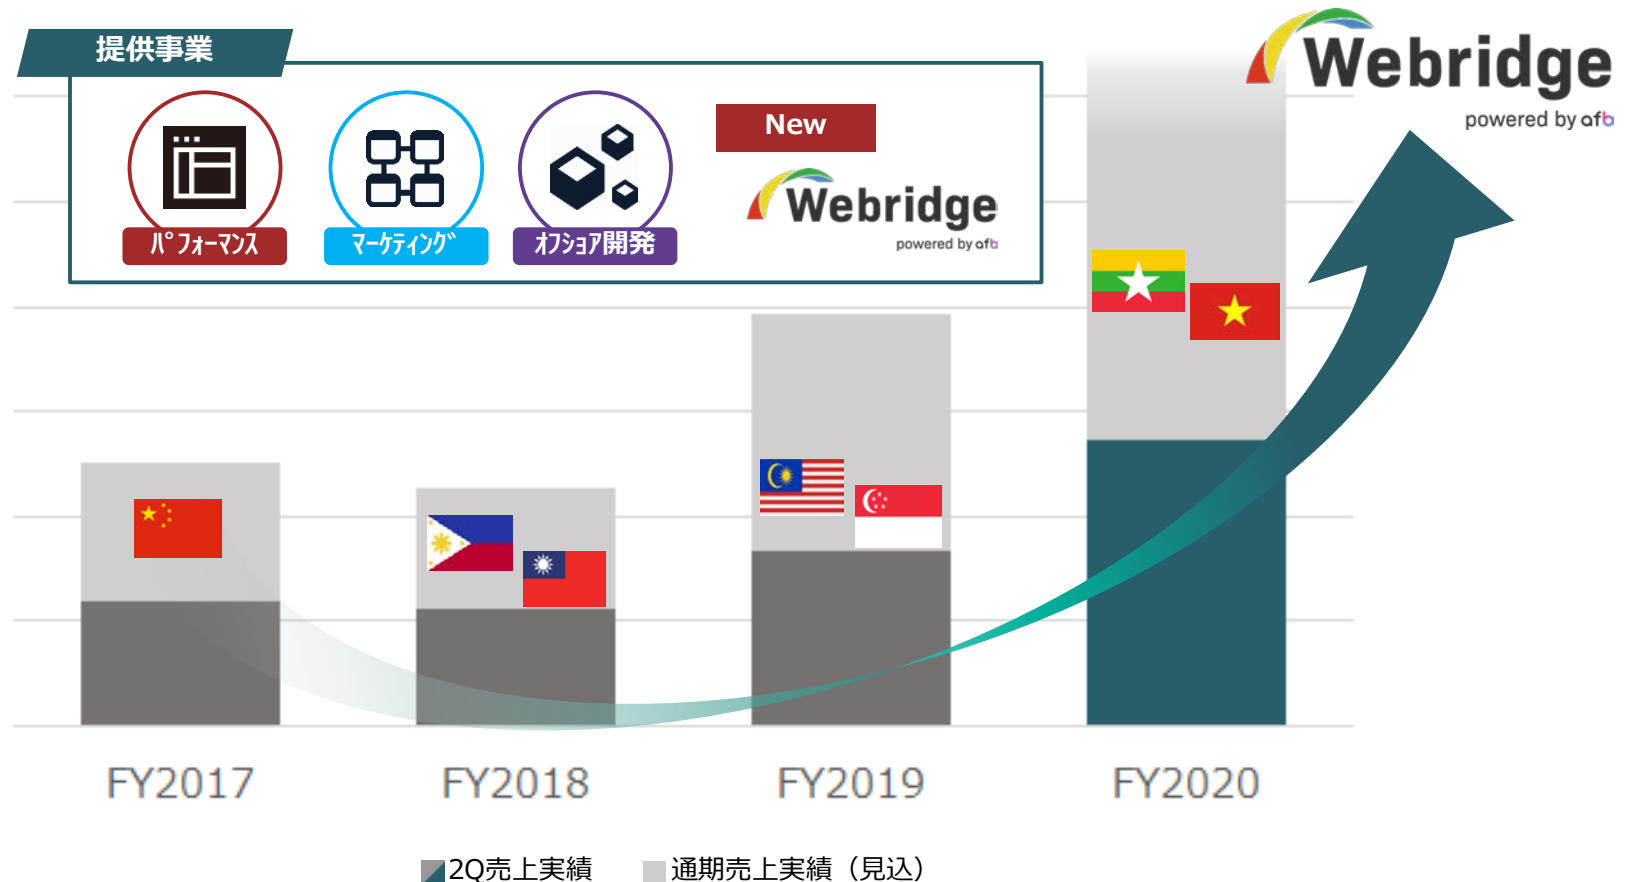 提供事業
New
ﾊﾟﾌｫｰﾏﾝｽ
ﾏｰｹﾃｨﾝｸﾞ
ｵﾌｼｮｱ開発
Webridge
powered by afb
Webridge
powered by afb
FY2017
FY2018
FY2019
FY2020
2Q売上実績
通期売上実績（見込）